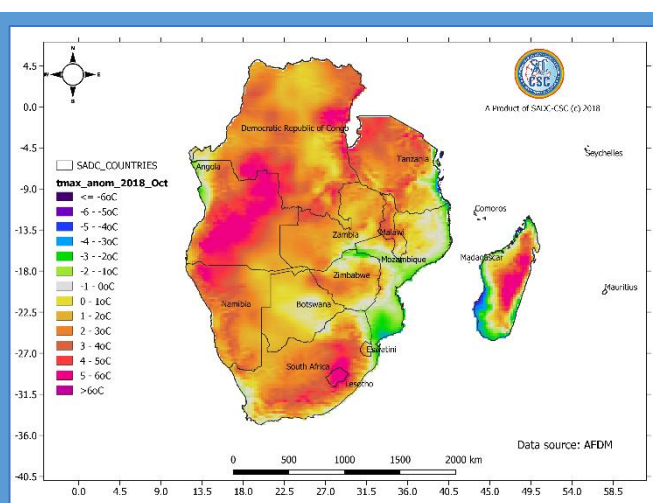 N
W E
S
4.5
0.0
-4.5
-9.0
-13.5
-18.0
-22.5
-27.0
-31.5
-36.0
-40.5
SADC_COUNTRIES
tmax_anom_2018_Oct
<= -6oC
-6 - -5oC
-5 - -4oC
-4 - -3oC
-3 - -2oC
-2 - -1oC
-1 - 0oC
0 - 1oC
1 - 2oC
2 - 3oC
3 - 4oC
4 - 5oC
5 - 6oC
>6oC
Democratic Republic of Congo
Tanzania
Angola
Zambia
Malawi
Mozambique
Zimbabwe
Namibia
Botswana
South Africa
Eswatini
Lesotho
Madagascar
Comoros
Seychelles
Mauritius
CSC
A Product of SADC-CSC (c) 2018
Data source: AFDM
0 500 1000 1500 2000 km
0.0 4.5 9.0 13.5 18.0 22.5 27.0 31.5 36.0 40.5 45.0 49.5 54.0 58.5